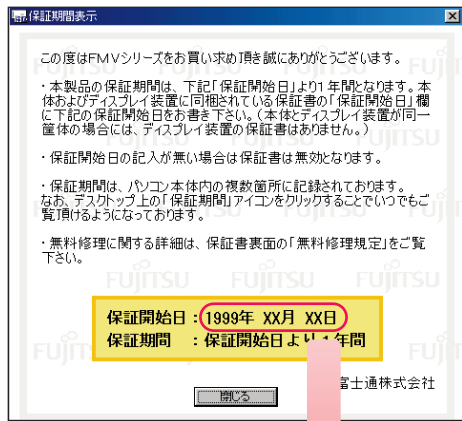 保証期間表示
この度はFMVシリーズをお買い求め頂き誠にありがとうございます。
・本製品の保証期間は、下記「保証開始日」より1年間となります。本
体およびディスプレイ装置に同梱されている保証書の「保証開始日」欄
に下記の保証開始日をお書き下さい。（本体とディスプレイ装置が同一
筐体の場合には、ディスプレイ装置の保証書はありません。）
・保証開始日の記入が無い場合は保証書は無効となります。
・保証期間は、パソコン本体内の複数箇所に記録されております。
なお、デスクトップ上の「保証期間」アイコンをクリックすることでいつでもご
覧頂けるようになっております。
・無料修理に関する詳細は、保証書裏面の「無料修理規定」をご覧
下さい。
保証開始日：1999年 XX月 XX日
保証期間　：保証開始日より1年間
富士通株式会社
閉じる